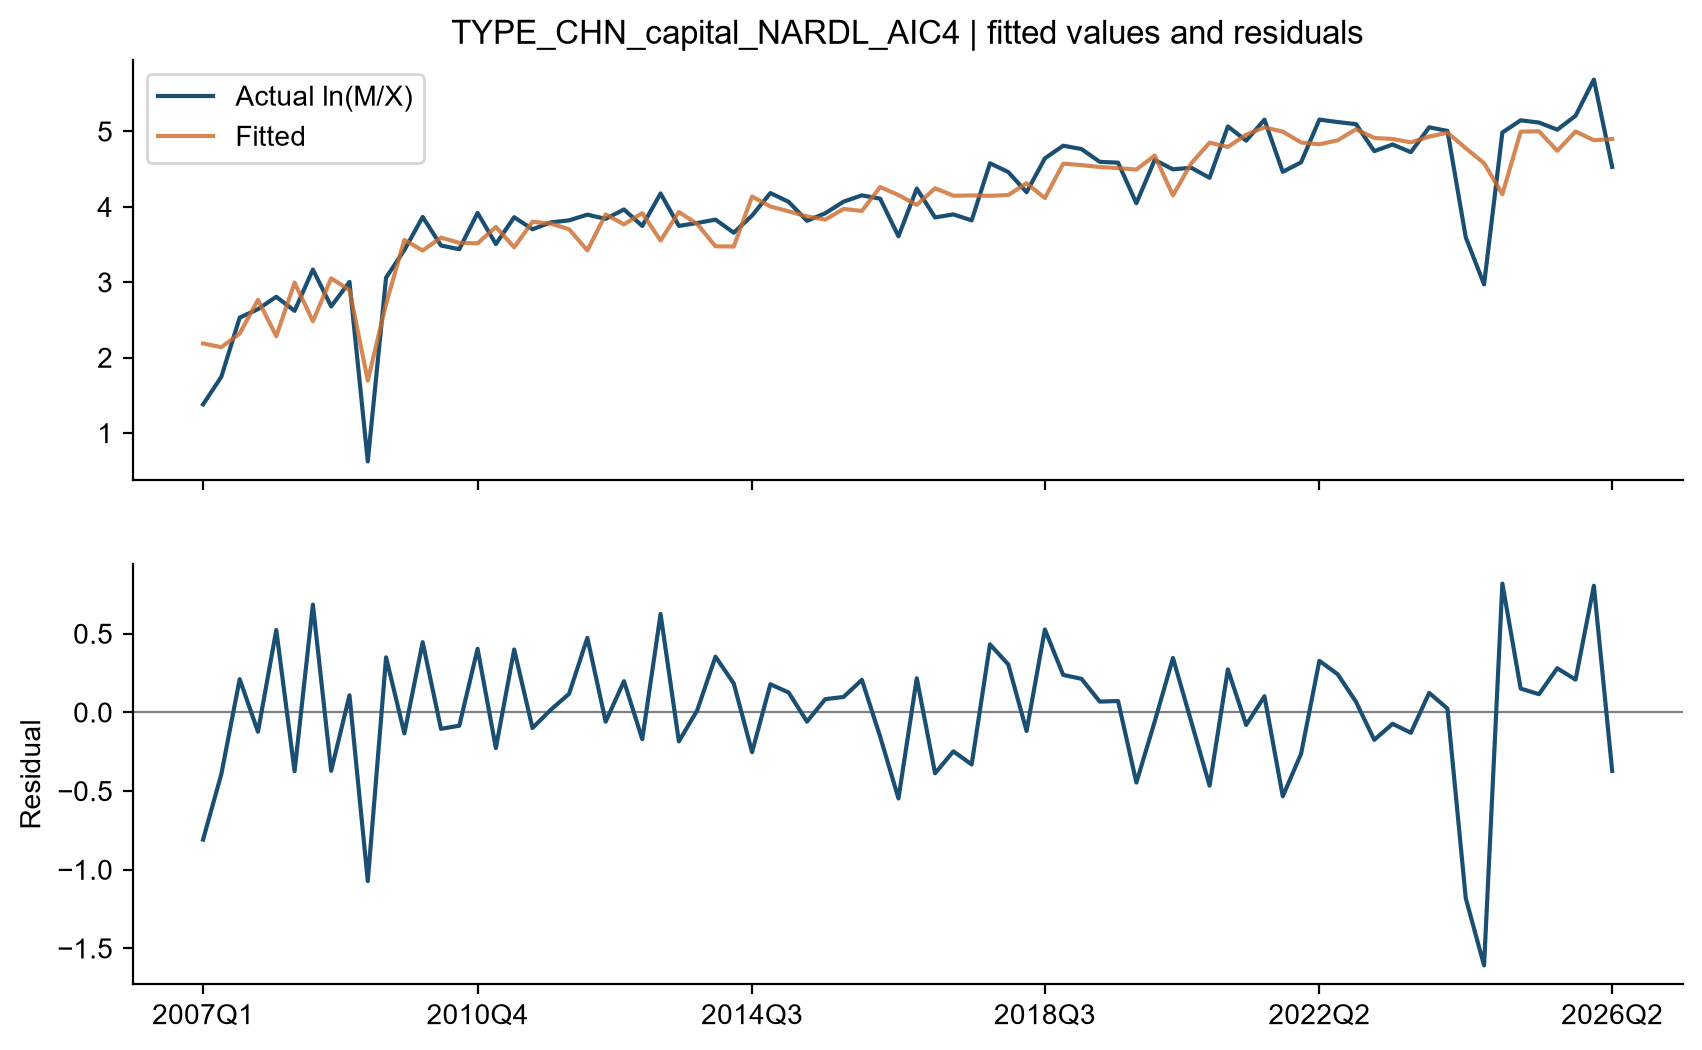 TYPE_CHN_capital_NARDL_AIC4 | fitted values and residuals
Actual ln(M/X)
Fitted
5
4
3
2
1
Residual
0.5
0.0
−0.5
−1.0
−1.5
2007Q1
2010Q4
2014Q3
2018Q3
2022Q2
2026Q2